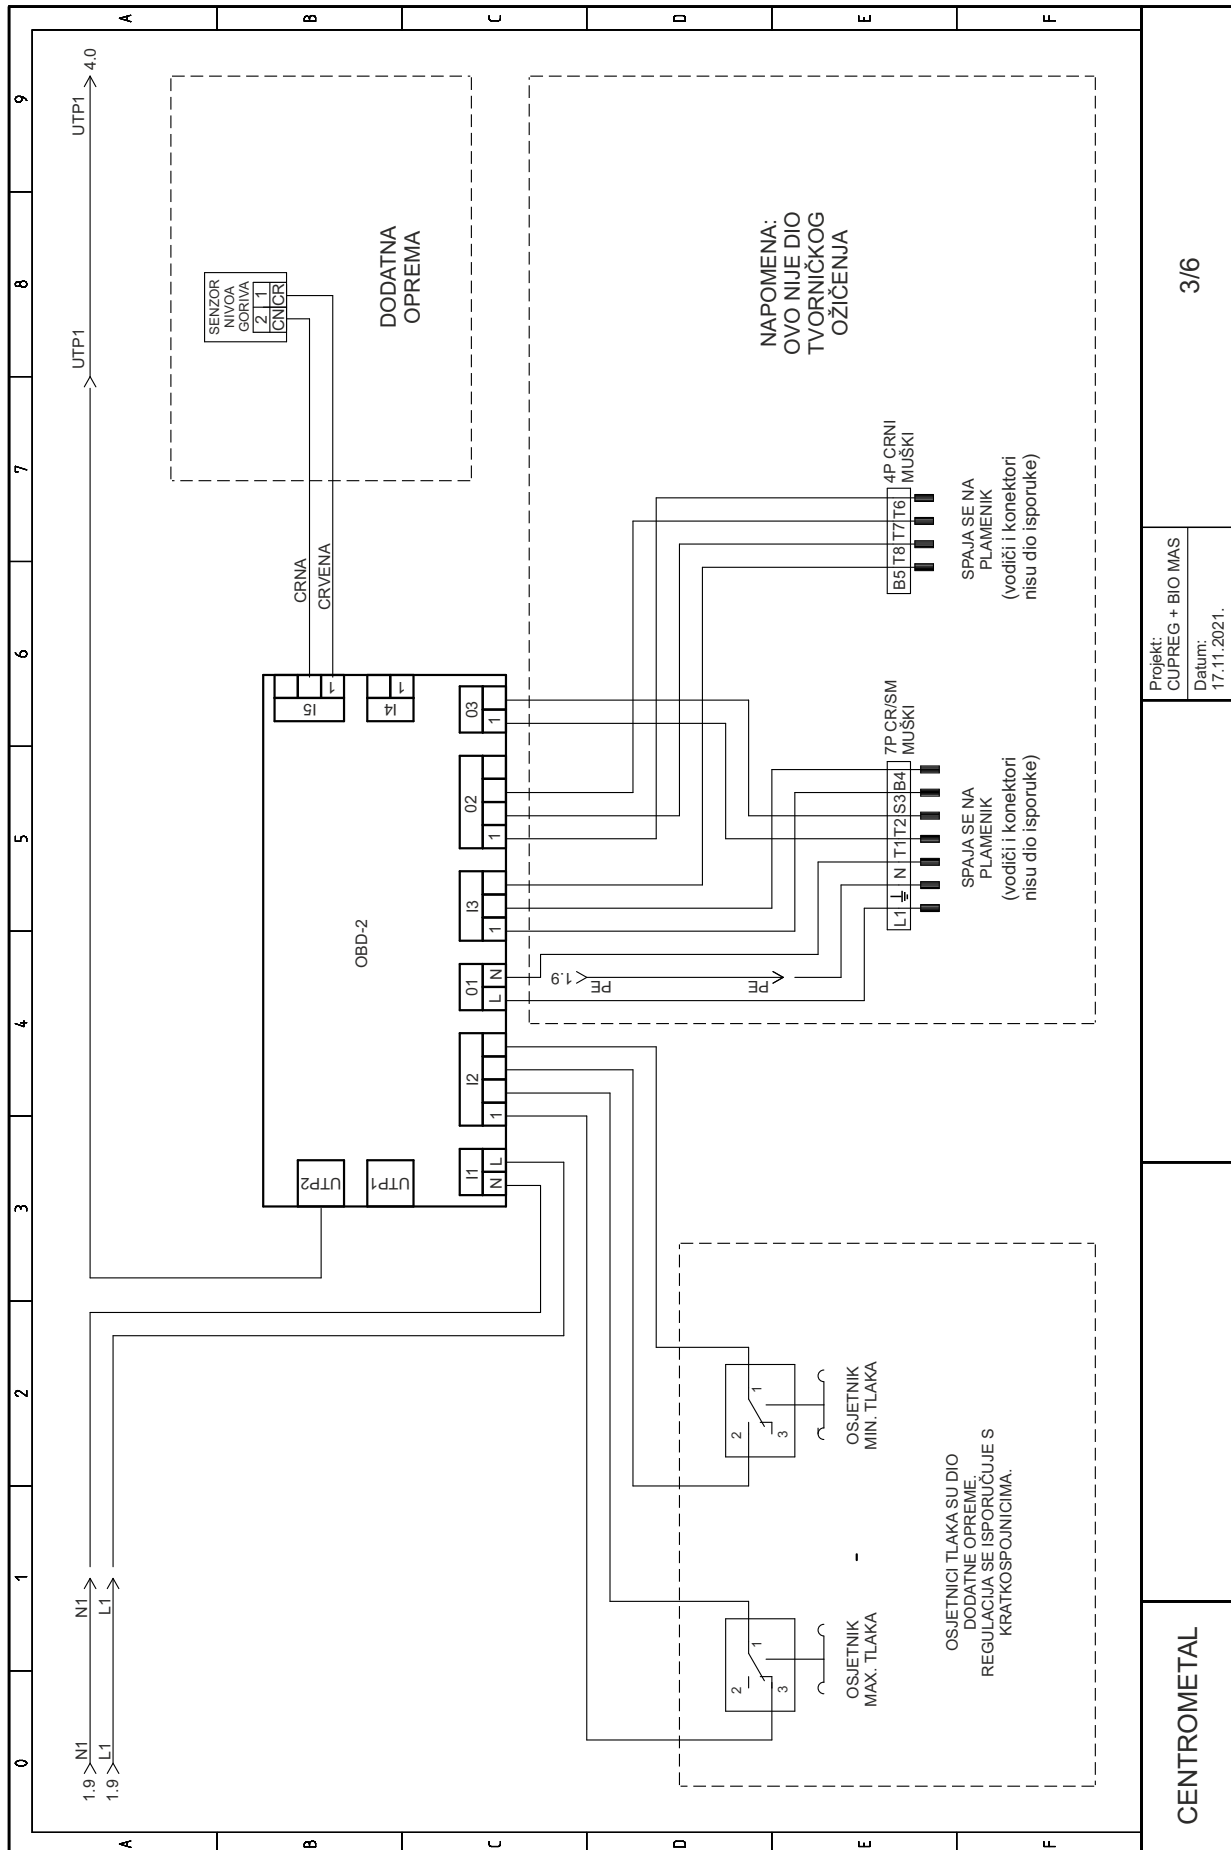 0 1 2 3 4 5 6 7 8 9
A
B
C
D
E
F
A
B
C
D
E
F
1.9 N1 N1
1.9 L1 L1
UTP1 UTP1 4.0
SENZOR
NIVOA
GORIVA
2 1
CN CR
DODATNA
OPREMA
CRNA
CRVENA
UTP2
UTP1
OBD-2
I5
1
I4
1
I1
N L
I2
1
01
L N
I3
1
02
1
03
1
1.9
PE
PE
NAPOMENA:
OVO NIJE DIO
TVORNIČKOG
OŽIČENJA
7P CR/SM
MUŠKI
L1 N T1 T2 S3 B4
SPAJA SE NA
PLAMENIK
(vodiči i konektori
nisu dio isporuke)
4P CRNI
MUŠKI
B5 T8 T7 T6
SPAJA SE NA
PLAMENIK
(vodiči i konektori
nisu dio isporuke)
2
1
3
OSJETNIK
MAX. TLAKA
-
2
1
3
OSJETNIK
MIN. TLAKA
OSJETNICI TLAKA SU DIO
DODATNE OPREME.
REGULACIJA SE ISPORUČUJE S
KRATKOSPOJNICIMA.
CENTROMETAL
Projekt:
CUPREG + BIO MAS
Datum:
17.11.2021.
3/6